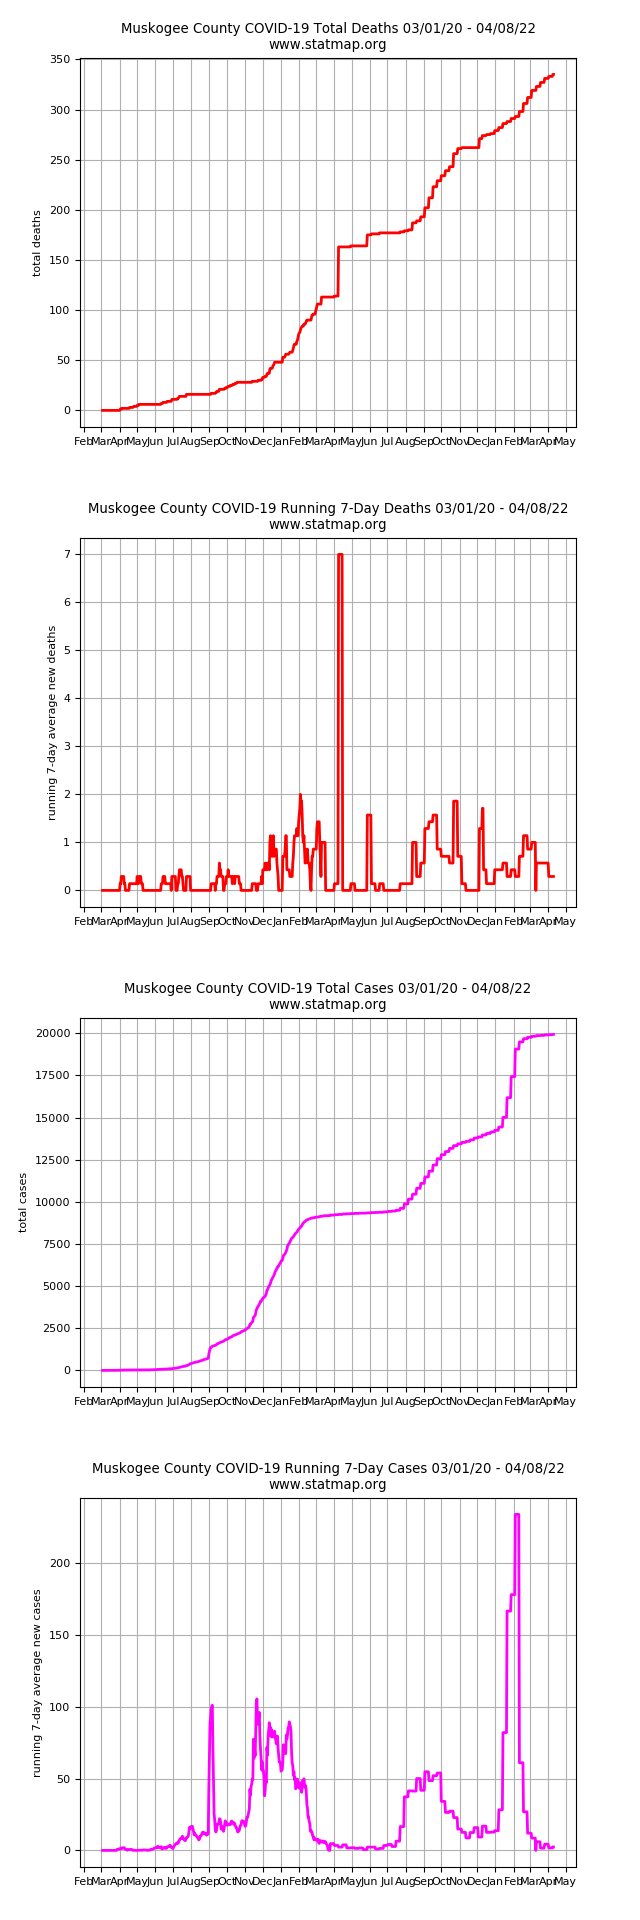 Muskogee County COVID-19 Total Deaths 03/01/20 - 04/08/22
www.statmap.org
350
300
250
200
150
100
50
0
total deaths
Feb Mar Apr May Jun Jul Aug Sep Oct Nov Dec Jan Feb Mar Apr May Jun Jul Aug Sep Oct Nov Dec Jan Feb Mar Apr May
Muskogee County COVID-19 Running 7-Day Deaths 03/01/20 - 04/08/22
www.statmap.org
7
6
5
4
3
2
1
0
running 7-day average new deaths
Feb Mar Apr May Jun Jul Aug Sep Oct Nov Dec Jan Feb Mar Apr May Jun Jul Aug Sep Oct Nov Dec Jan Feb Mar Apr May
Muskogee County COVID-19 Total Cases 03/01/20 - 04/08/22
www.statmap.org
20000
17500
15000
12500
10000
7500
5000
2500
0
total cases
Feb Mar Apr May Jun Jul Aug Sep Oct Nov Dec Jan Feb Mar Apr May Jun Jul Aug Sep Oct Nov Dec Jan Feb Mar Apr May
Muskogee County COVID-19 Running 7-Day Cases 03/01/20 - 04/08/22
www.statmap.org
200
150
100
50
0
running 7-day average new cases
Feb Mar Apr May Jun Jul Aug Sep Oct Nov Dec Jan Feb Mar Apr May Jun Jul Aug Sep Oct Nov Dec Jan Feb Mar Apr May